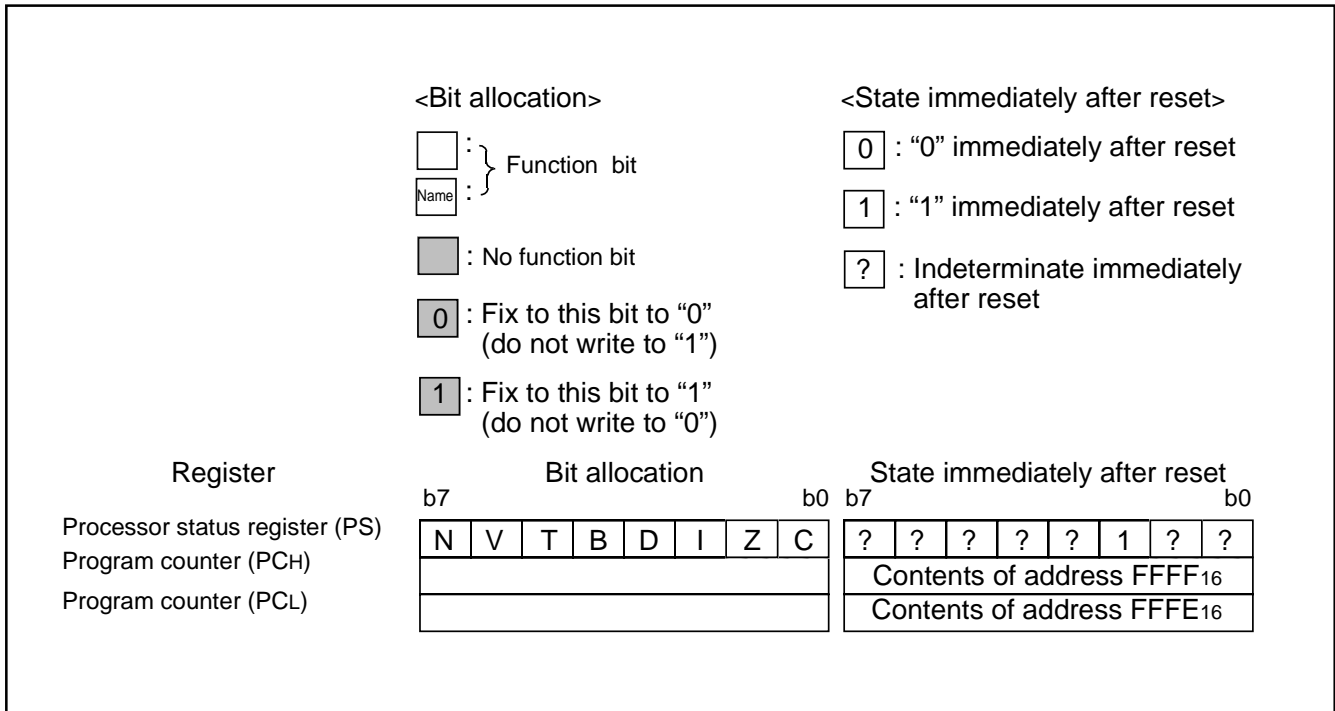 <Bit allocation>
:
Function bit
Name :
: No function bit
0 : Fix to this bit to “0”
(do not write to “1”)
1 : Fix to this bit to “1”
(do not write to “0”)
<State immediately after reset>
0 : “0” immediately after reset
1 : “1” immediately after reset
? : Indeterminate immediately
after reset
Register Bit allocation State immediately after reset
b7 b0 b7 b0
Processor status register (PS) N V T B D I Z C ? ? ? ? ? 1 ? ?
Program counter (PCH) Contents of address FFFF16
Program counter (PCL) Contents of address FFFE16